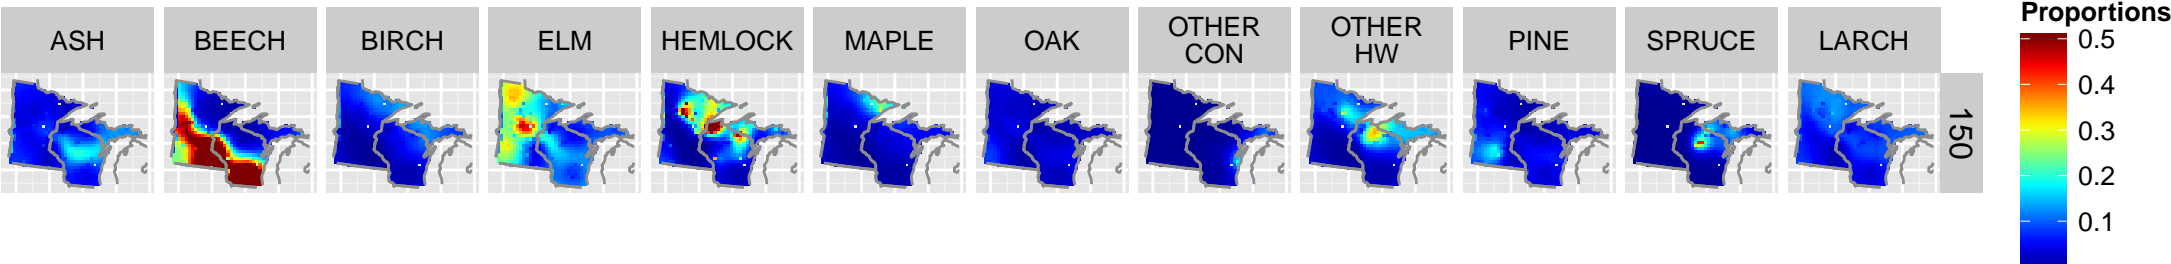 ASH
BEECH
BIRCH
ELM
HEMLOCK
MAPLE
OAK
OTHER
CON
OTHER
HW
PINE
SPRUCE
LARCH
150
Proportions
0.5
0.4
0.3
0.2
0.1